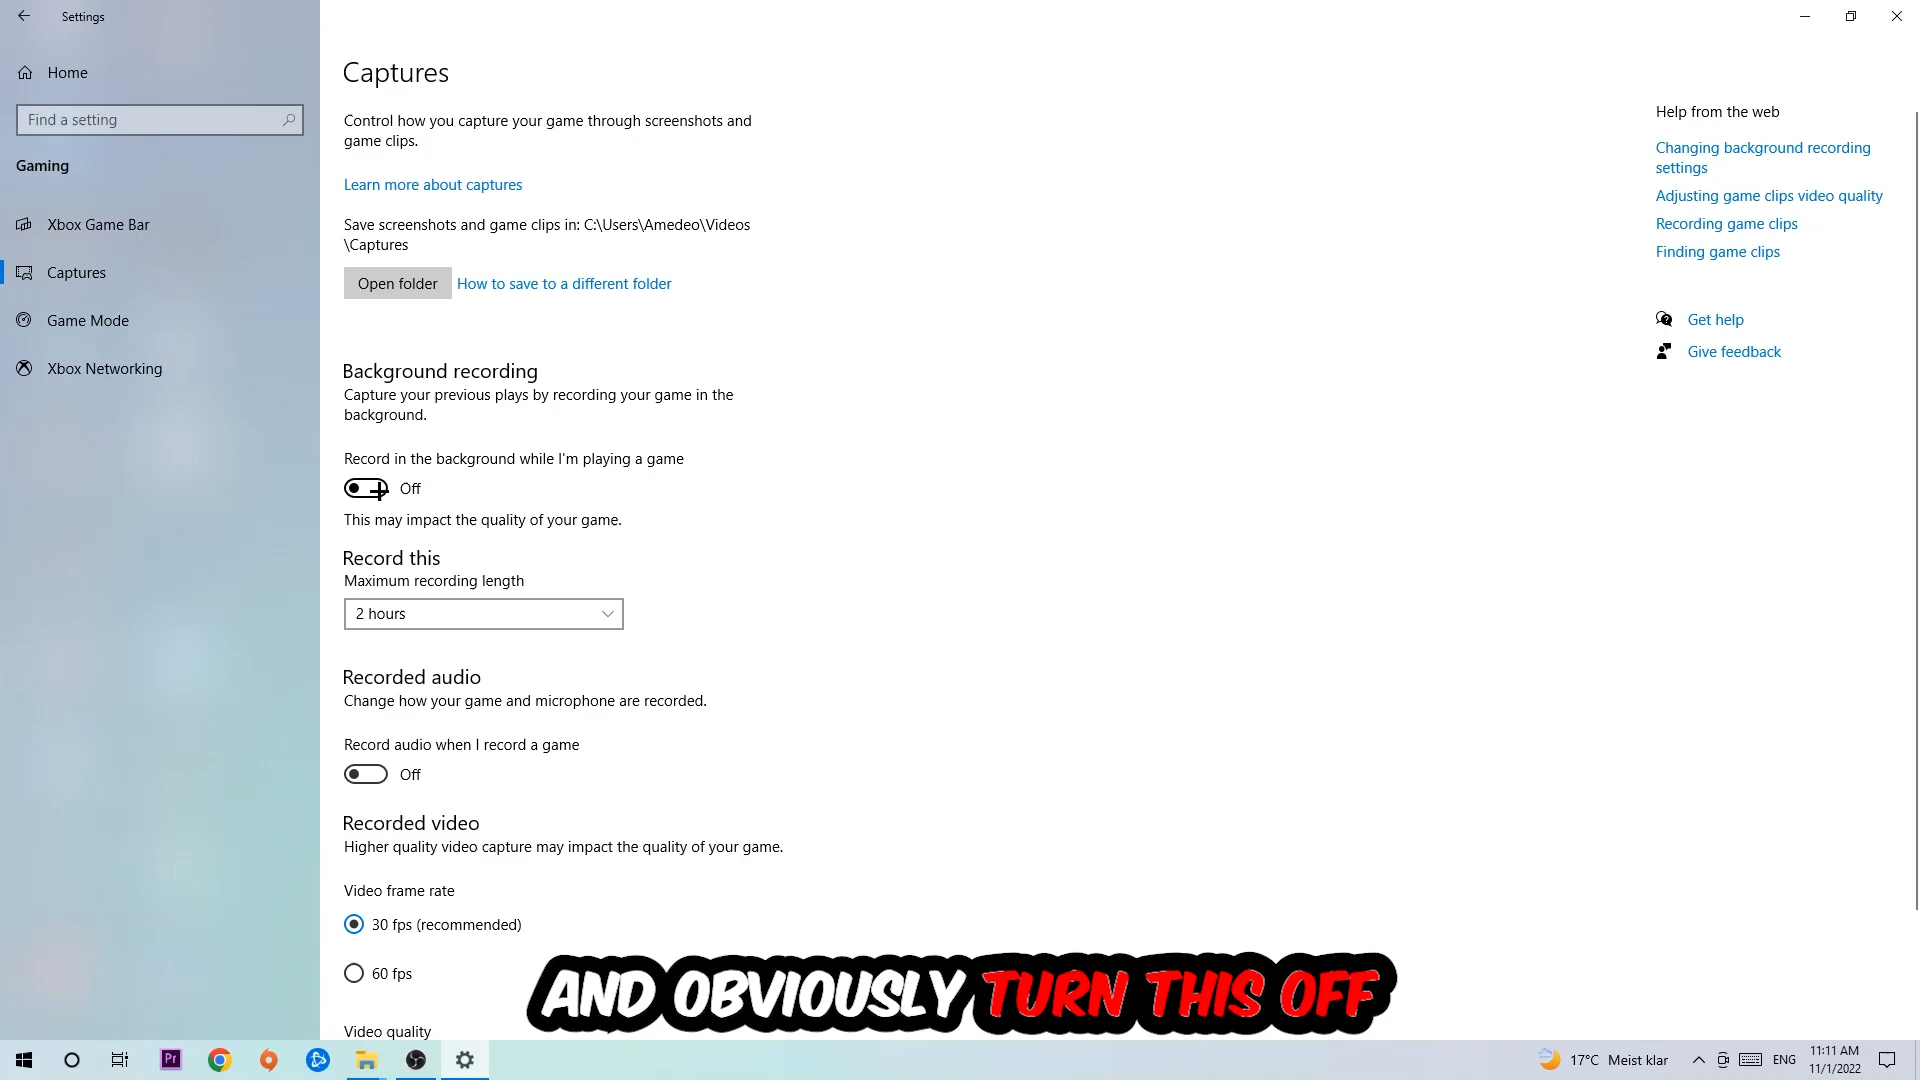 Settings
Home
Find a setting
Gaming
Xbox Game Bar
Captures
Game Mode
Xbox Networking
Captures
Control how you capture your game through screenshots and
game clips.
Learn more about captures
Save screenshots and game clips in: C:\Users\Amedeo\Videos
\Captures
Open folder
How to save to a different folder
Background recording
Capture your previous plays by recording your game in the
background.
Record in the background while I'm playing a game
Off
This may impact the quality of your game.
Record this
Maximum recording length
2 hours
Recorded audio
Change how your game and microphone are recorded.
Record audio when I record a game
Off
Recorded video
Higher quality video capture may impact the quality of your game.
Video frame rate
30 fps (recommended)
60 fps
Video quality
Help from the web
Changing background recording
settings
Adjusting game clips video quality
Recording game clips
Finding game clips
Get help
Give feedback
AND OBVIOUSLY TURN THIS OFF
Pr
17°C Meist klar
ENG
11:11 AM
11/1/2022